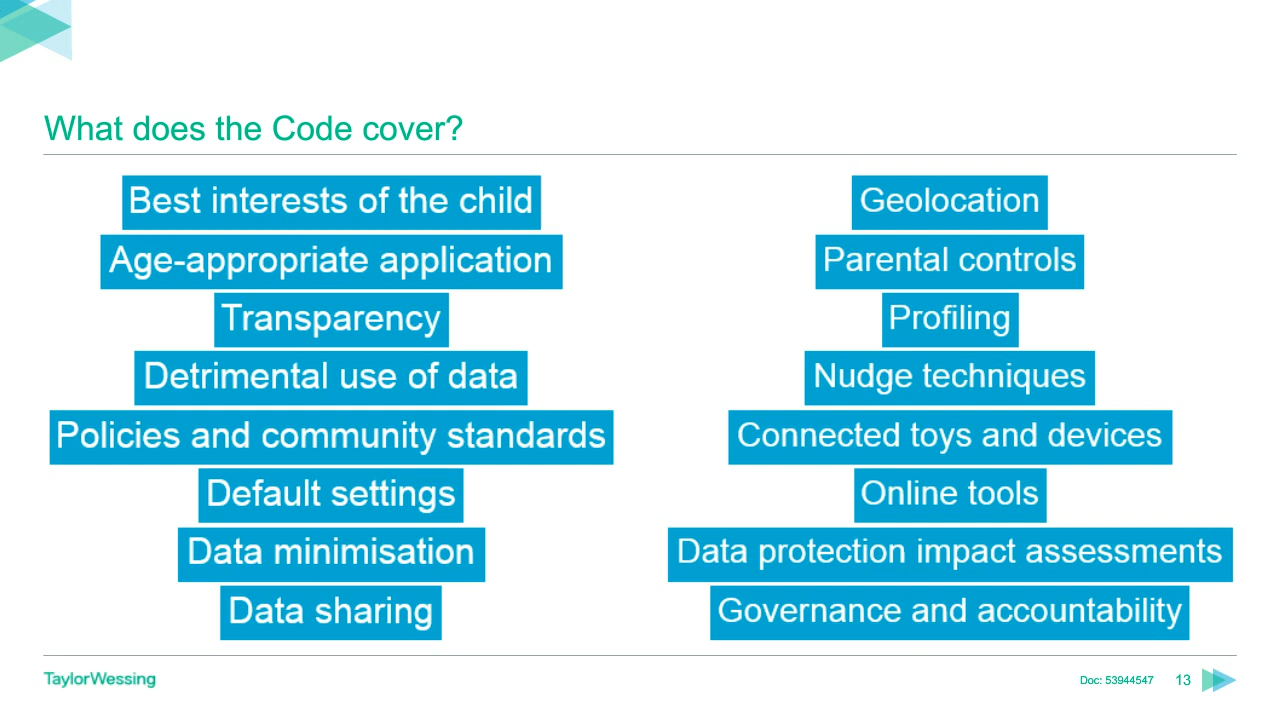 What does the Code cover?
Best interests of the child
Age-appropriate application
Transparency
Detrimental use of data
Policies and community standards
Default settings
Data minimisation
Data sharing
Geolocation
Parental controls
Profiling
Nudge techniques
Connected toys and devices
Online tools
Data protection impact assessments
Governance and accountability
TaylorWessing
Doc: 53944547
13